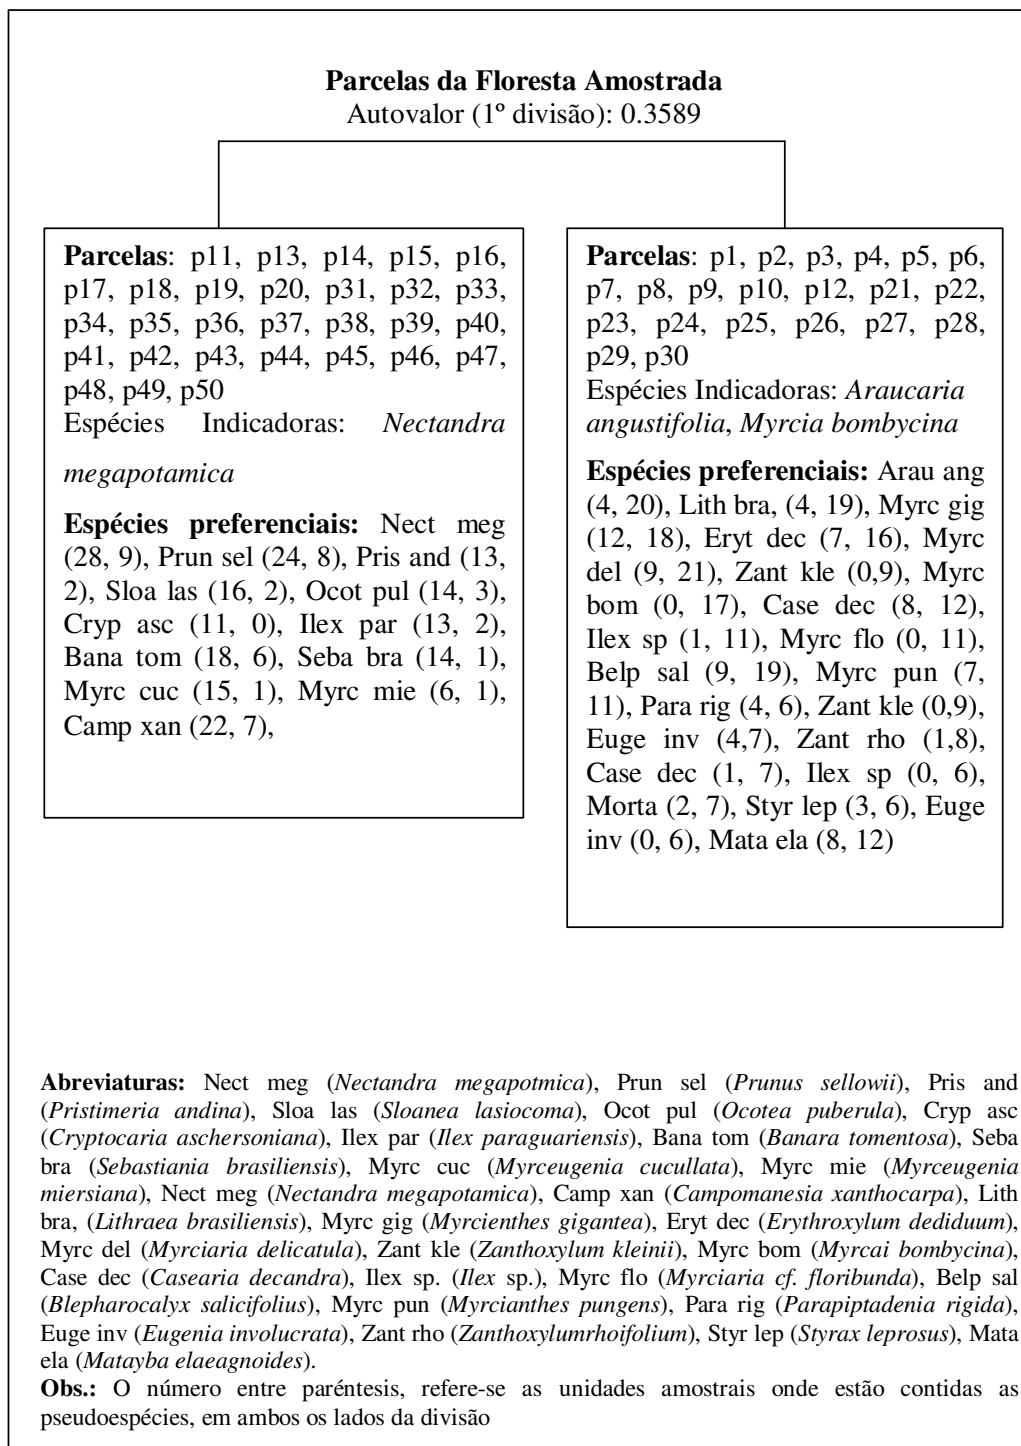 Parcelas da Floresta Amostrada
Autovalor (1º divisão): 0.3589
Parcelas: p11, p13, p14, p15, p16,
p17, p18, p19, p20, p31, p32, p33,
p34, p35, p36, p37, p38, p39, p40,
p41, p42, p43, p44, p45, p46, p47,
p48, p49, p50
Espécies Indicadoras: Nectandra
megapotamica
Espécies preferenciais: Nect meg
(28, 9), Prun sel (24, 8), Pris and (13,
2), Sloa las (16, 2), Ocot pul (14, 3),
Cryp asc (11, 0), Ilex par (13, 2),
Bana tom (18, 6), Seba bra (14, 1),
Myrc cuc (15, 1), Myrc mie (6, 1),
Camp xan (22, 7),
Parcelas: p1, p2, p3, p4, p5, p6,
p7, p8, p9, p10, p12, p21, p22,
p23, p24, p25, p26, p27, p28,
p29, p30
Espécies Indicadoras: Araucaria
angustifolia, Myrcia bombycina
Espécies preferenciais: Arau ang
(4, 20), Lith bra, (4, 19), Myrc gig
(12, 18), Eryt dec (7, 16), Myrc
del (9, 21), Zant kle (0,9), Myrc
bom (0, 17), Case dec (8, 12),
Ilex sp (1, 11), Myrc flo (0, 11),
Belp sal (9, 19), Myrc pun (7,
11), Para rig (4, 6), Zant kle (0,9),
Euge inv (4,7), Zant rho (1,8),
Case dec (1, 7), Ilex sp (0, 6),
Morta (2, 7), Styr lep (3, 6), Euge
inv (0, 6), Mata ela (8, 12)
Abreviaturas: Nect meg (Nectandra megapotmica), Prun sel (Prunus sellowii), Pris and
(Pristimeria andina), Sloa las (Sloanea lasiocoma), Ocot pul (Ocotea puberula), Cryp asc
(Cryptocaria aschersoniana), Ilex par (Ilex paraguariensis), Bana tom (Banara tomentosa), Seba
bra (Sebastiania brasiliensis), Myrc cuc (Myrceugenia cucullata), Myrc mie (Myrceugenia
miersiana), Nect meg (Nectandra megapotamica), Camp xan (Campomanesia xanthocarpa), Lith
bra, (Lithraea brasiliensis), Myrc gig (Myrcienthes gigantea), Eryt dec (Erythroxylum dediduum),
Myrc del (Myrciaria delicatula), Zant kle (Zanthoxylum kleinii), Myrc bom (Myrcai bombycina),
Case dec (Casearia decandra), Ilex sp. (Ilex sp.), Myrc flo (Myrciaria cf. floribunda), Belp sal
(Blepharocalyx salicifolius), Myrc pun (Myrcianthes pungens), Para rig (Parapiptadenia rigida),
Euge inv (Eugenia involucrata), Zant rho (Zanthoxylumrhoifolium), Styr lep (Styrax leprosus), Mata
ela (Matayba elaeagnoides).
Obs.: O número entre paréntesis, refere-se as unidades amostrais onde estão contidas as
pseudoespécies, em ambos os lados da divisão